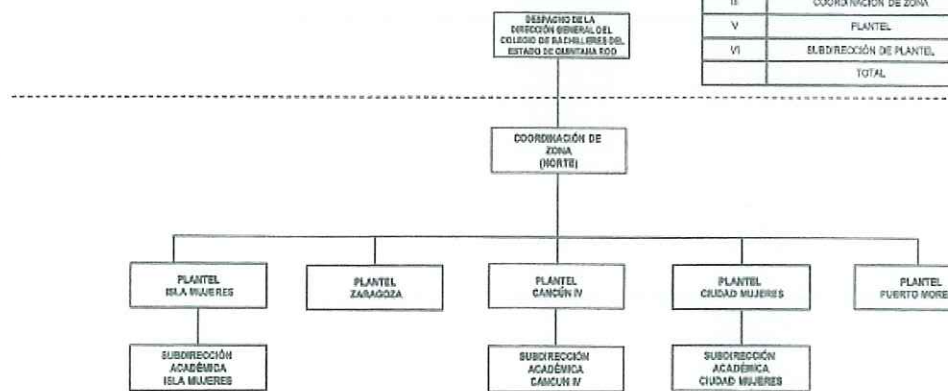 DESPACHO DE LA
DIRECCIÓN GENERAL DEL
COLEGIO DE BACHILLERES DEL
ESTADO DE QUINTANA ROO
III COORDINACIÓN DE ZONA
V PLANTEL
VI SUBDIRECCIÓN DE PLANTEL
TOTAL
COORDINACIÓN DE
ZONA
(NORTE)
PLANTEL
ISLA MUJERES
PLANTEL
ZARAGOZA
PLANTEL
CANCÚN IV
PLANTEL
CIUDAD MUJERES
PLANTEL
PUERTO MORE
SUBDIRECCIÓN
ACADÉMICA
ISLA MUJERES
SUBDIRECCIÓN
ACADÉMICA
CANCUN IV
SUBDIRECCIÓN
ACADÉMICA
CIUDAD MUJERES